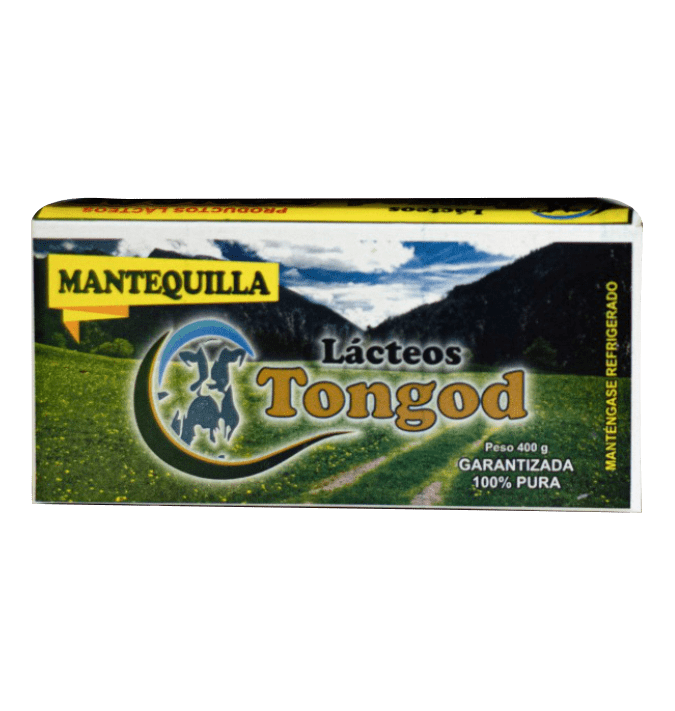 PRODUCTOS LÁCTEOS
Lácteos
MANTEQUILLA
Lácteos
Tongod
Peso 400 g
GARANTIZADA
100% PURA
MANTÉNGASE REFRIGERADO